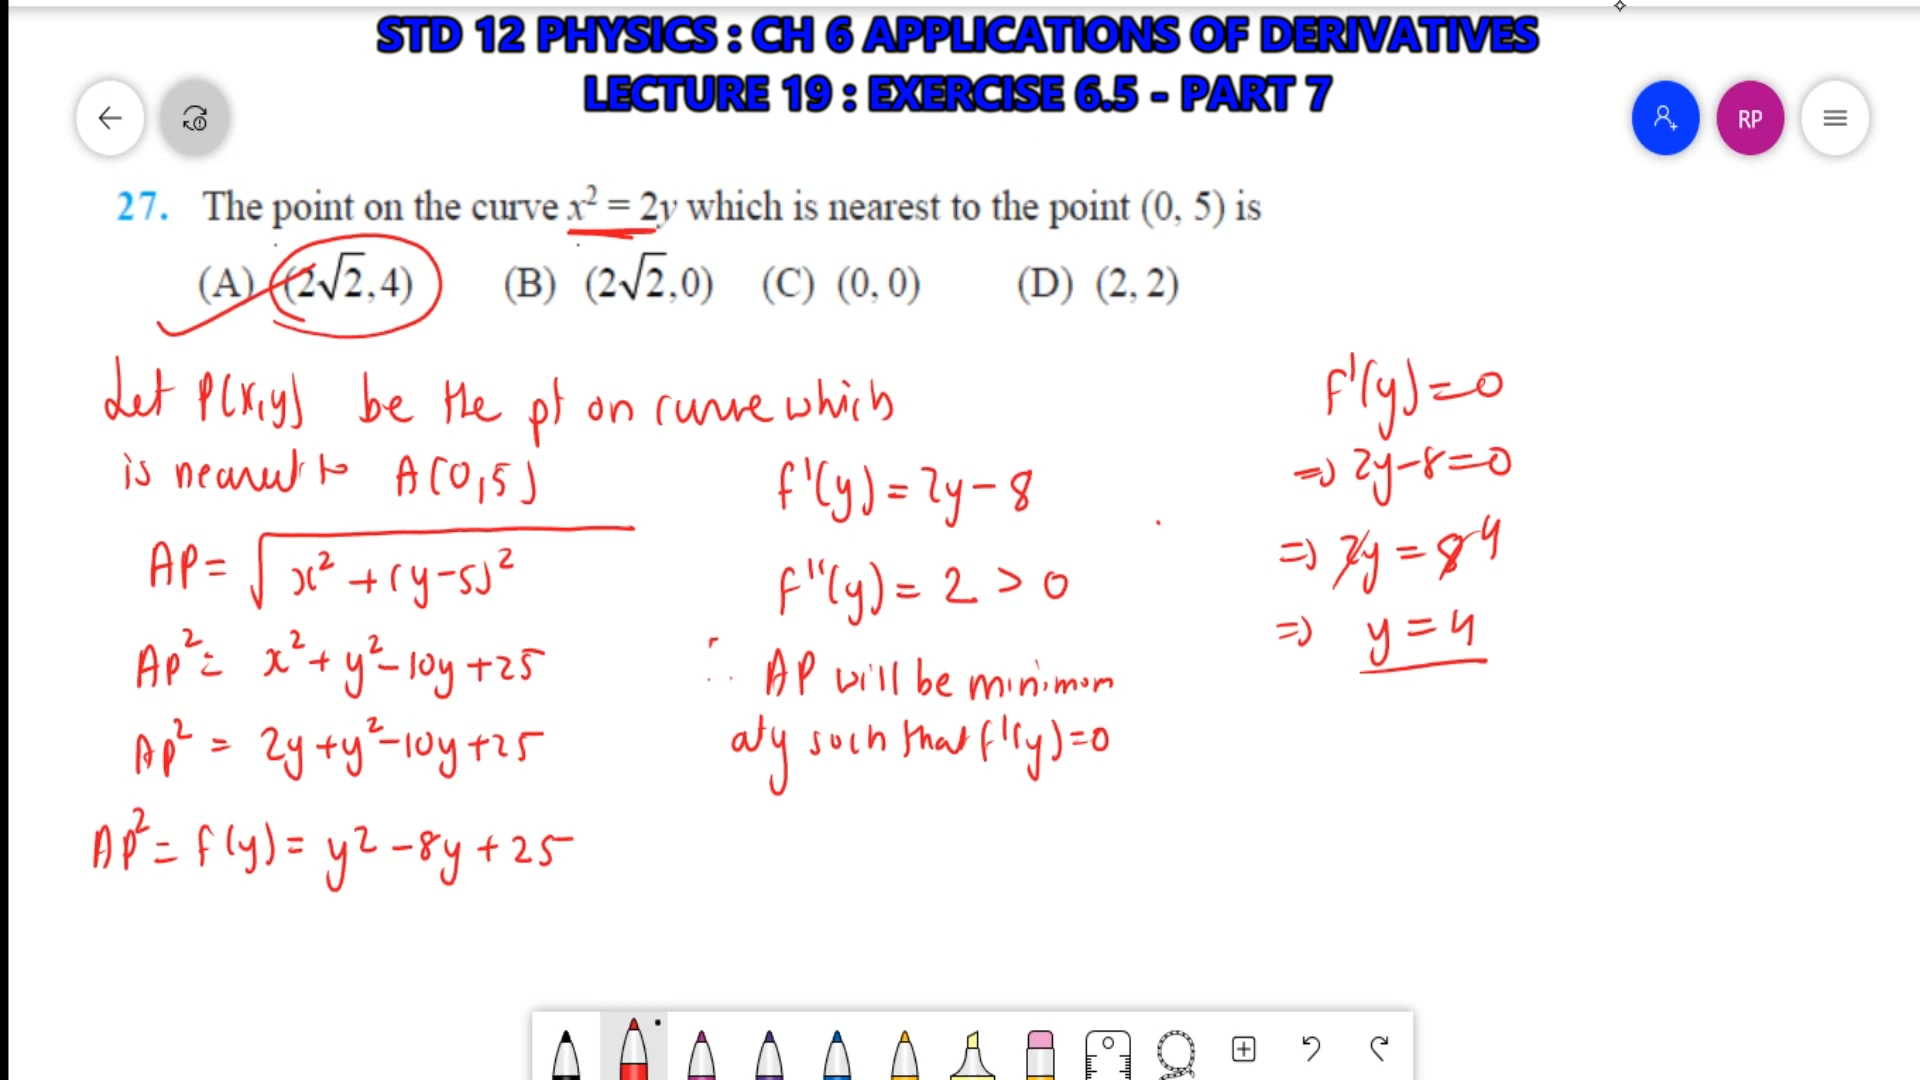 STD 12 PHYSICS : CH 6 APPLICATIONS OF DERIVATIVES
LECTURE 19 : EXERCISE 6.5 - PART 7
RP
27. The point on the curve x² = 2y which is nearest to the point (0, 5) is
(A) (2√2,4) (B) (2√2,0) (C) (0, 0) (D) (2, 2)
Let P(x,y) be the pt on curve which
is nearest to A(0,5)
AP = √x² + (y-5)²
AP² = x² + y² - 10y + 25
AP² = 2y + y² - 10y + 25
AP² = f(y) = y² - 8y + 25
f'(y) = 2y - 8
f''(y) = 2 > 0
∴ AP will be minimum
at y such that f'(y) = 0
f'(y) = 0
⇒ 2y - 8 = 0
⇒ 2y = 8 4
⇒ y = 4